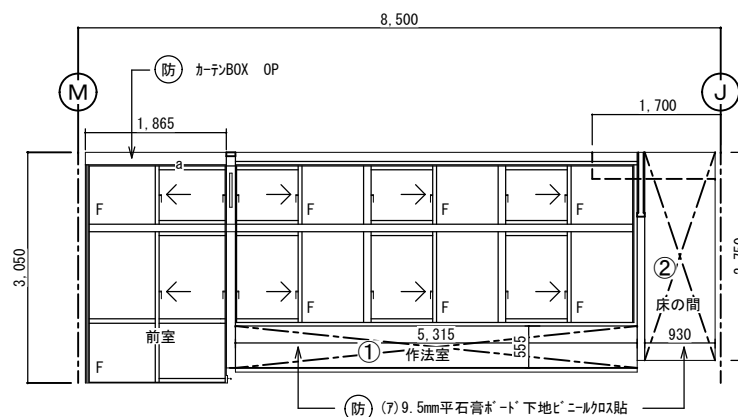 8,500
防 カーテンBOX OP
M
J
1,700
1,865
a
F
F
F
F
3,050
F
F
F
②
床の間
前室
①
5,315
作法室
555
930
F
防 (ア)9.5mm平石膏ボード下地ビニールクロス貼